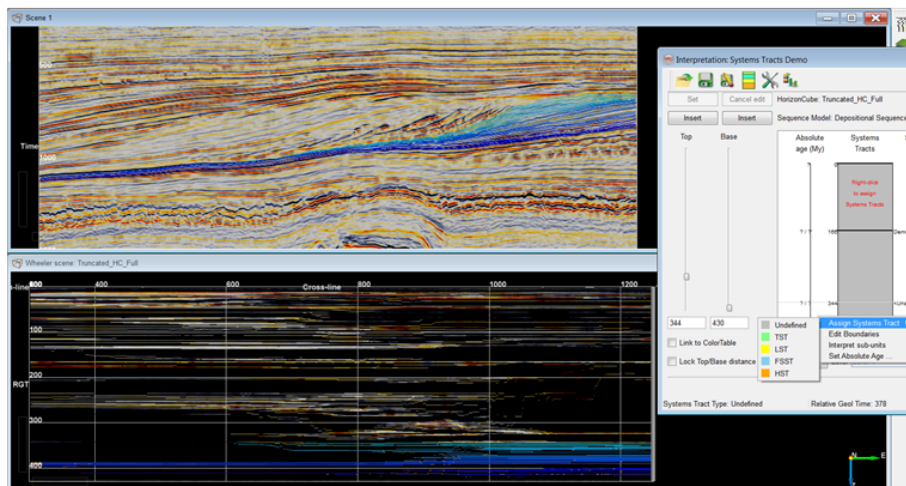 Scene 1
500
Time
1000
Wheeler scene: Truncated_HC_Full
400
600
Cross-line
1000
1200
100
200
RGT
300
400
N
E
Interpretation: Systems Tracts Demo
Set
Cancel edit
HorizonCube: Truncated_HC_Full
Insert
Insert
Sequence Model: Depositional Sequence
Top
Base
Absolute
age (My)
Systems
Tracts
Right-click
to assign
Systems Tracts
? / ?
166
? / ?
344
344
430
Link to ColorTable
Lock Top/Base distance
Undefined
TST
LST
FSST
HST
Assign Systems Tract
Edit Boundaries
Interpret sub-units
Set Absolute Age ...
Systems Tract Type: Undefined
Relative Geol Time: 378